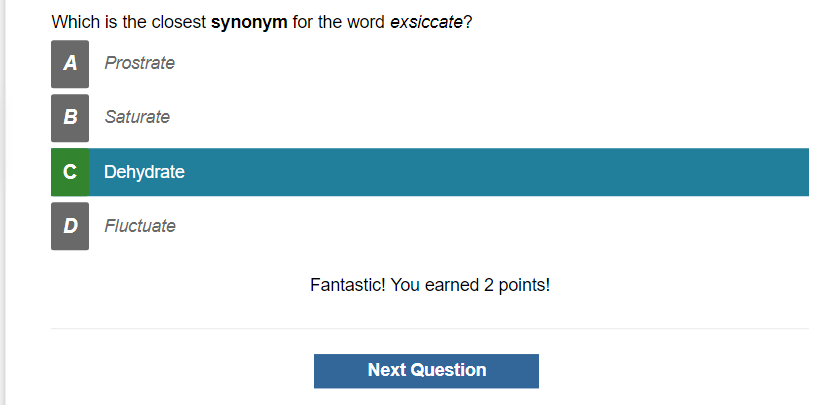 Which is the closest synonym for the word exsiccate?
A Prostrate
B Saturate
C Dehydrate
D Fluctuate
Fantastic! You earned 2 points!
Next Question